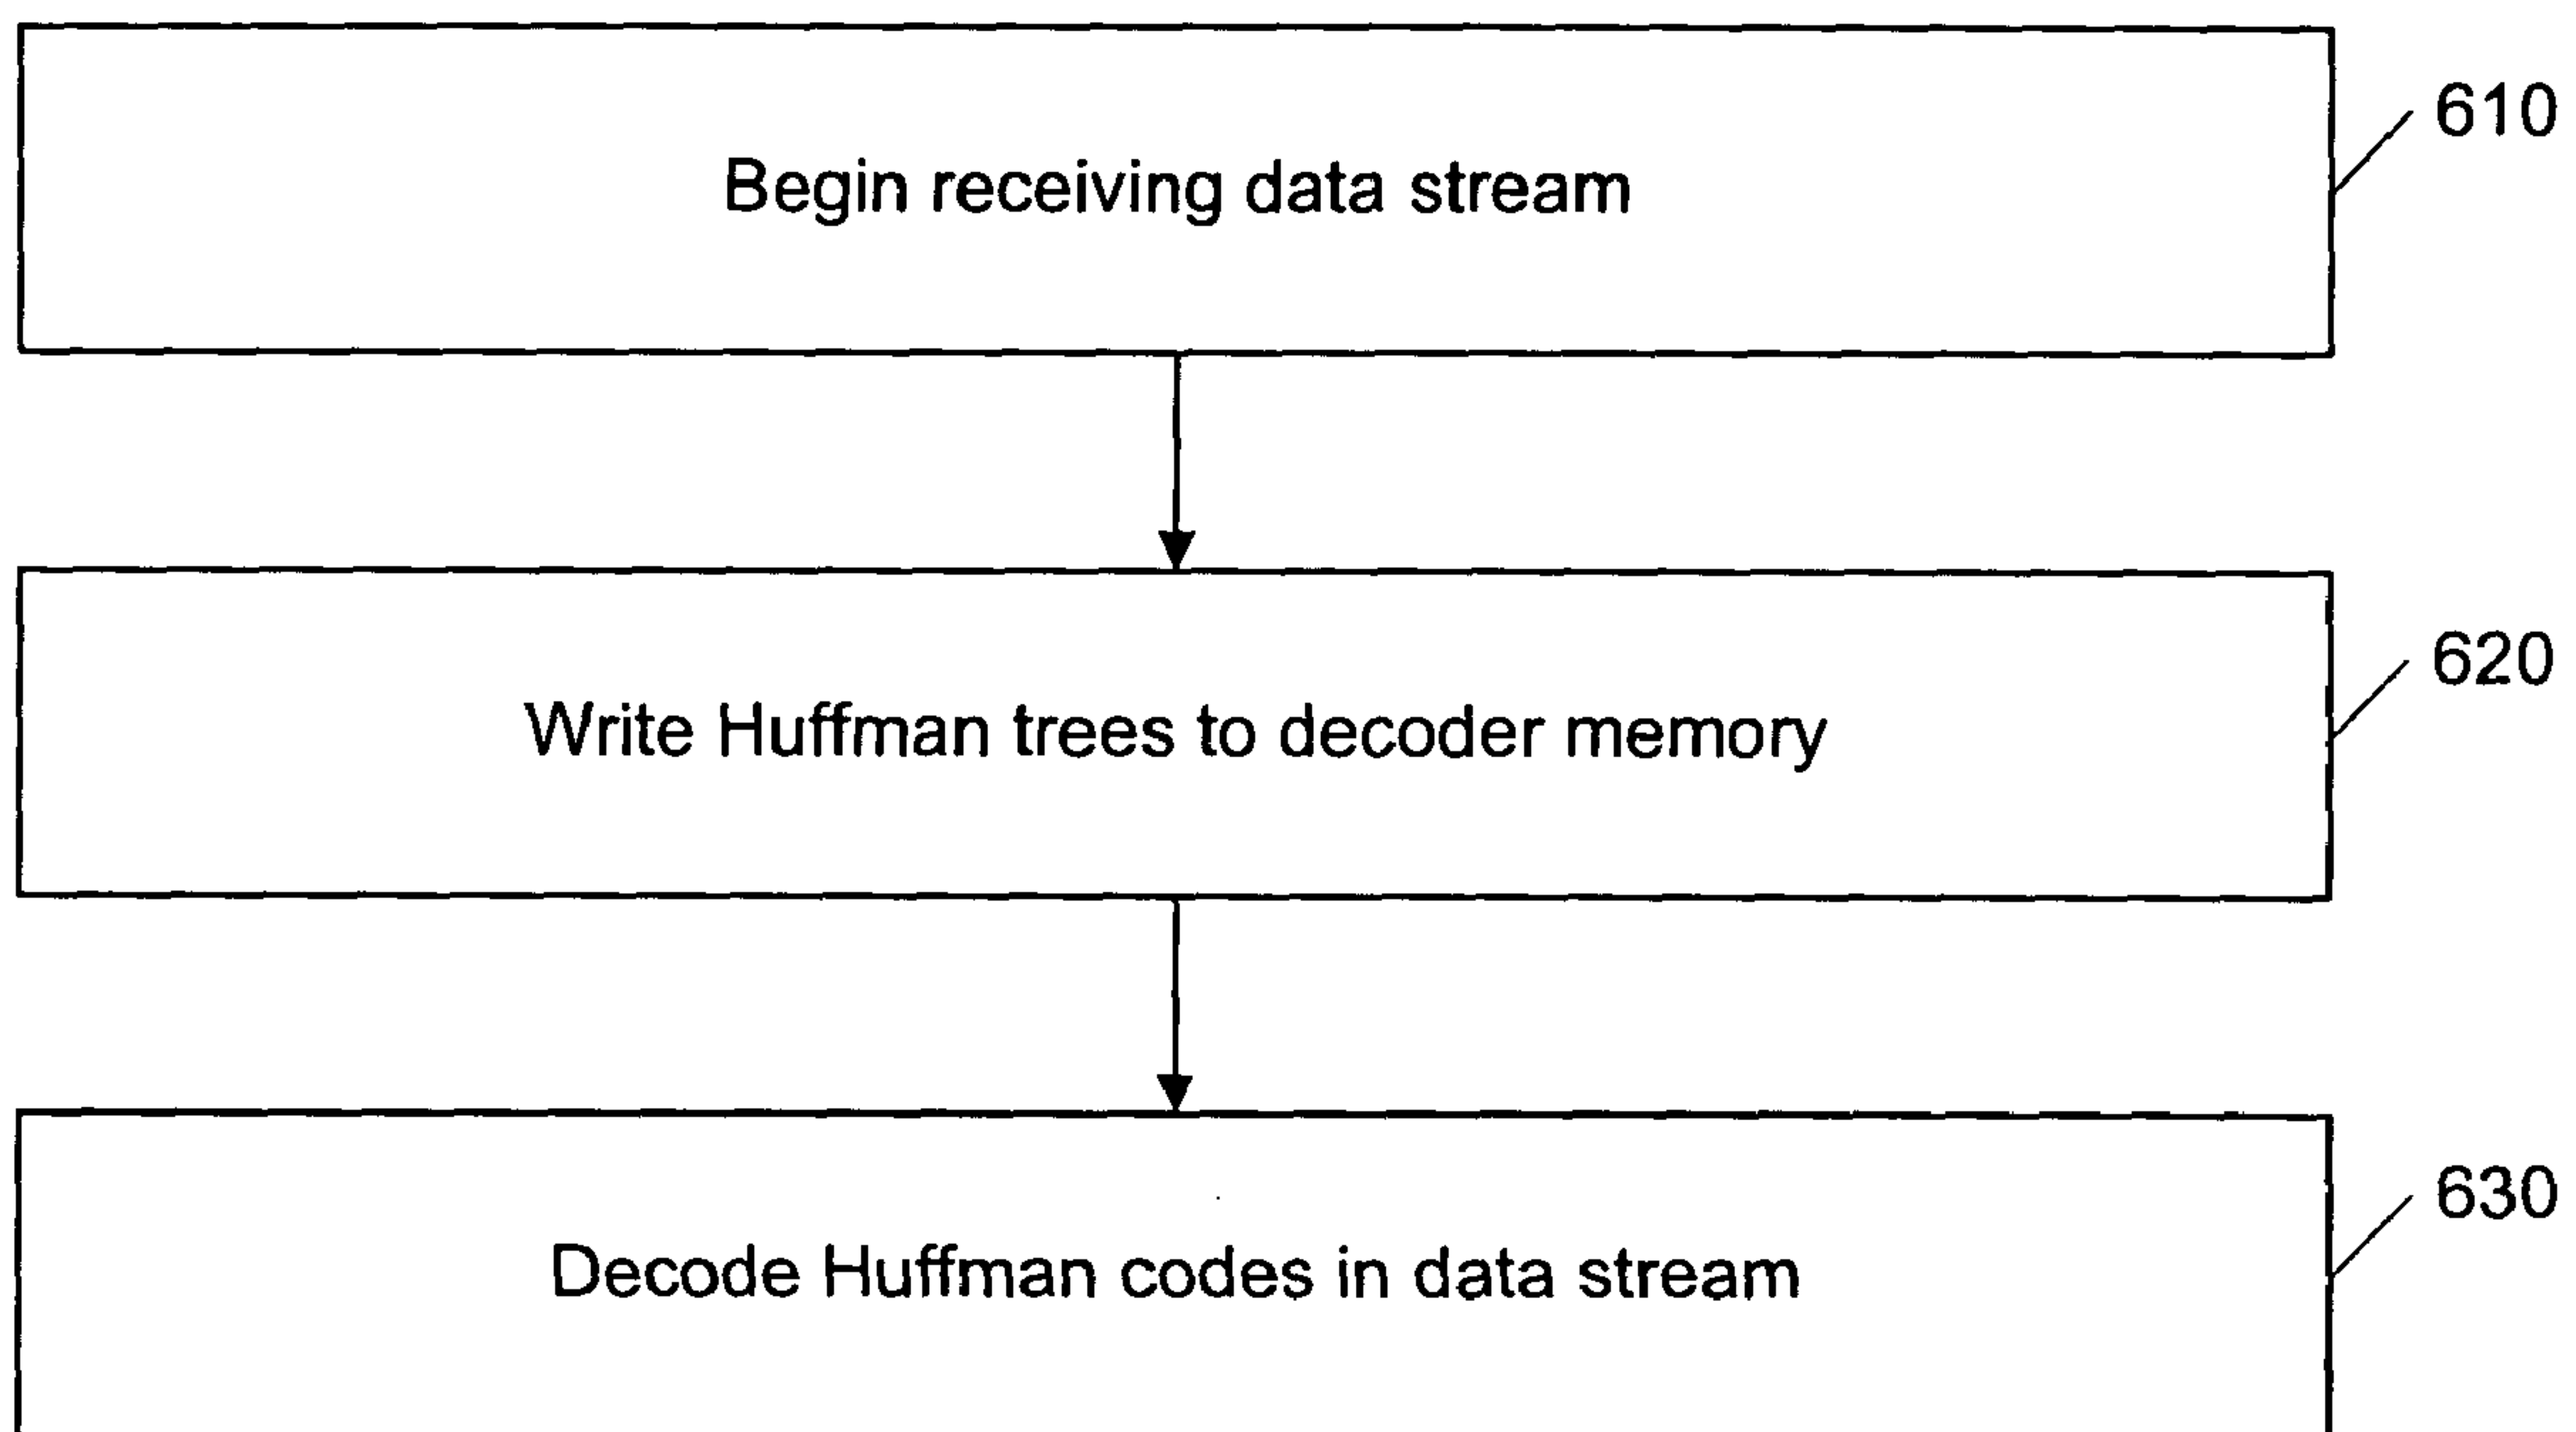 Begin receiving data stream
610
Write Huffman trees to decoder memory
620
Decode Huffman codes in data stream
630